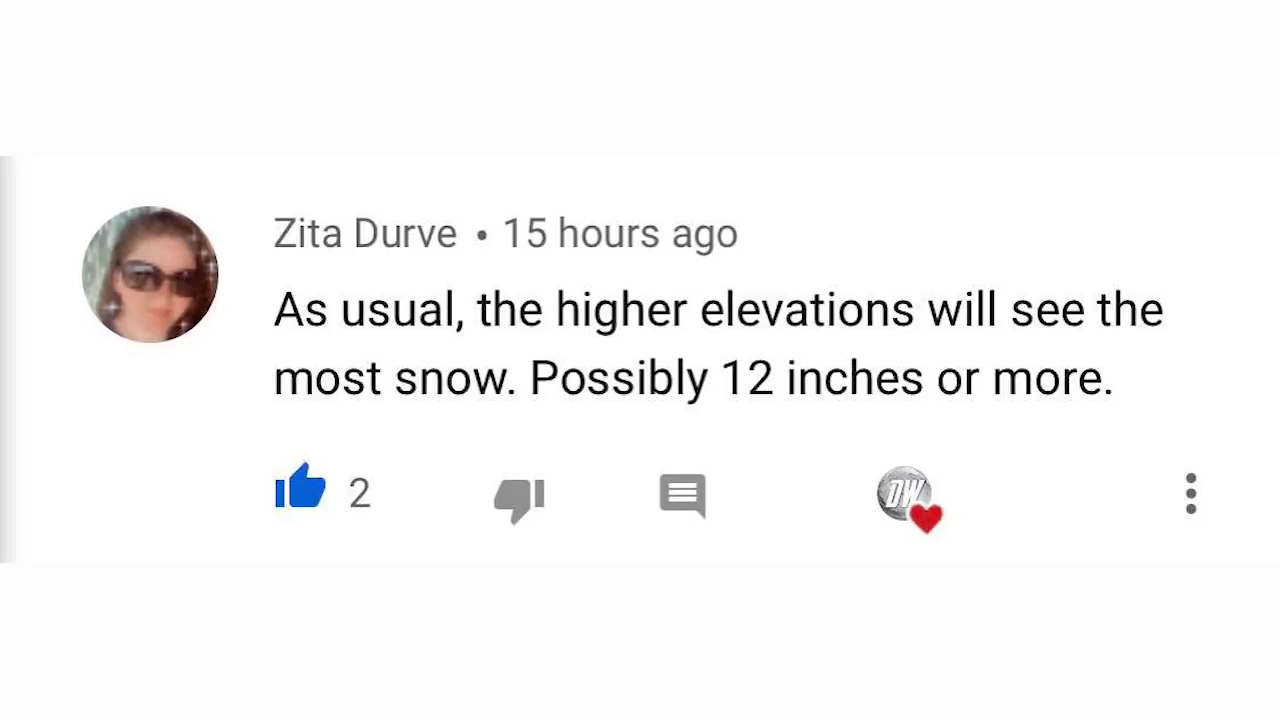 Zita Durve • 15 hours ago
As usual, the higher elevations will see the
most snow. Possibly 12 inches or more.
2
DW